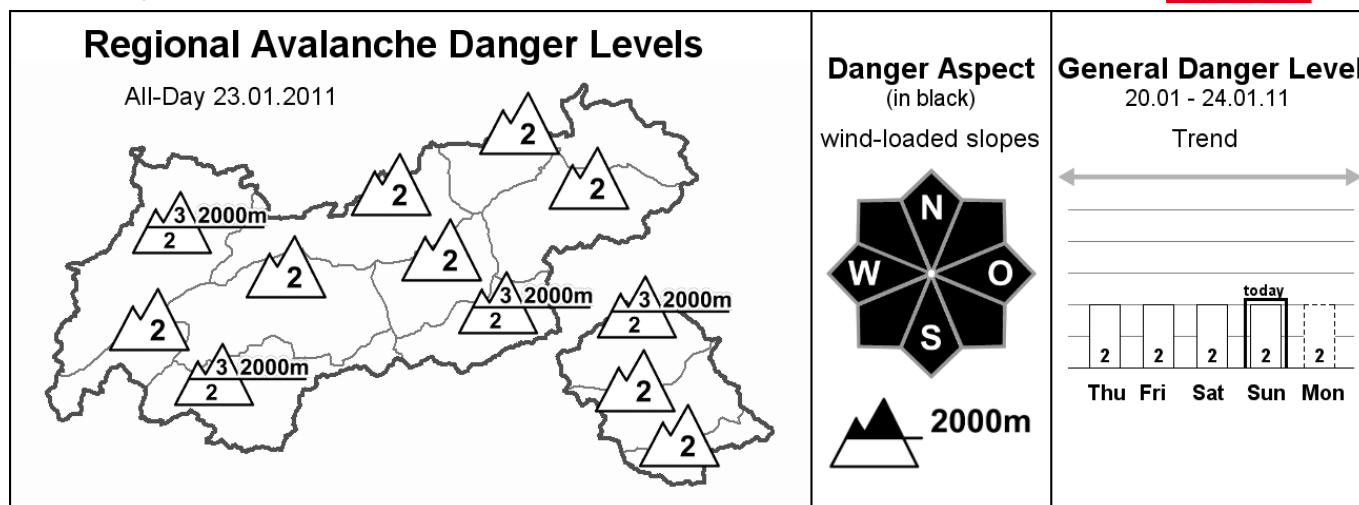 Regional Avalanche Danger Levels
All-Day 23.01.2011
2
2
2
3 2000m
2
2
2
3 2000m
2
3 2000m
2
2
3 2000m
2
2
2
Danger Aspect
(in black)
wind-loaded slopes
N
W O
S
2000m
General Danger Level
20.01 - 24.01.11
Trend
today
2 2 2 2 2
Thu Fri Sat Sun Mon